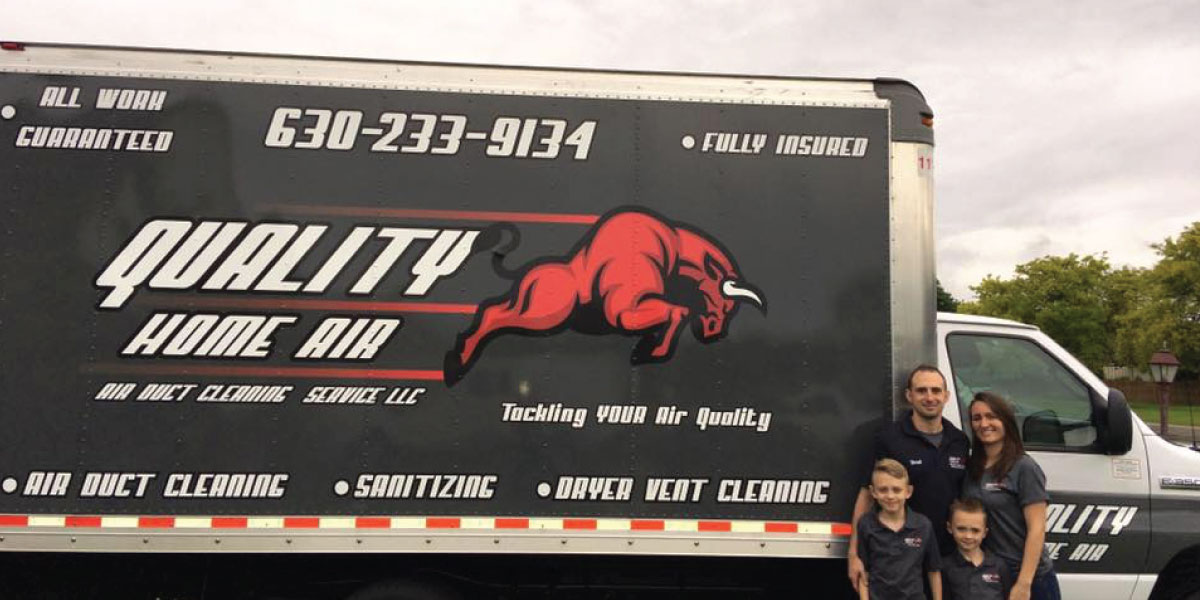 ALL WORK
GUARANTEED
630-233-9134
FULLY INSURED
11
QUALITY
HOME AIR
AIR DUCT CLEANING SERVICE LLC
Tackling YOUR Air Quality
AIR DUCT CLEANING
SANITIZING
DRYER VENT CLEANING
ALITY
E AIR